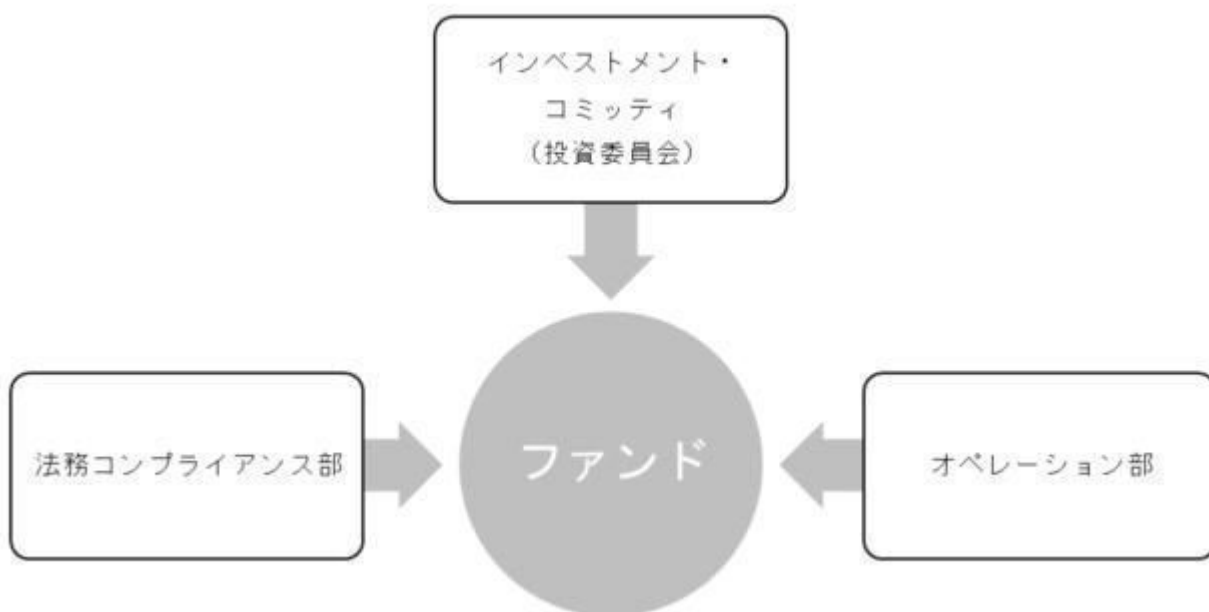 インベストメント・
コミッティ
（投資委員会）
法務コンプライアンス部
ファンド
オペレーション部